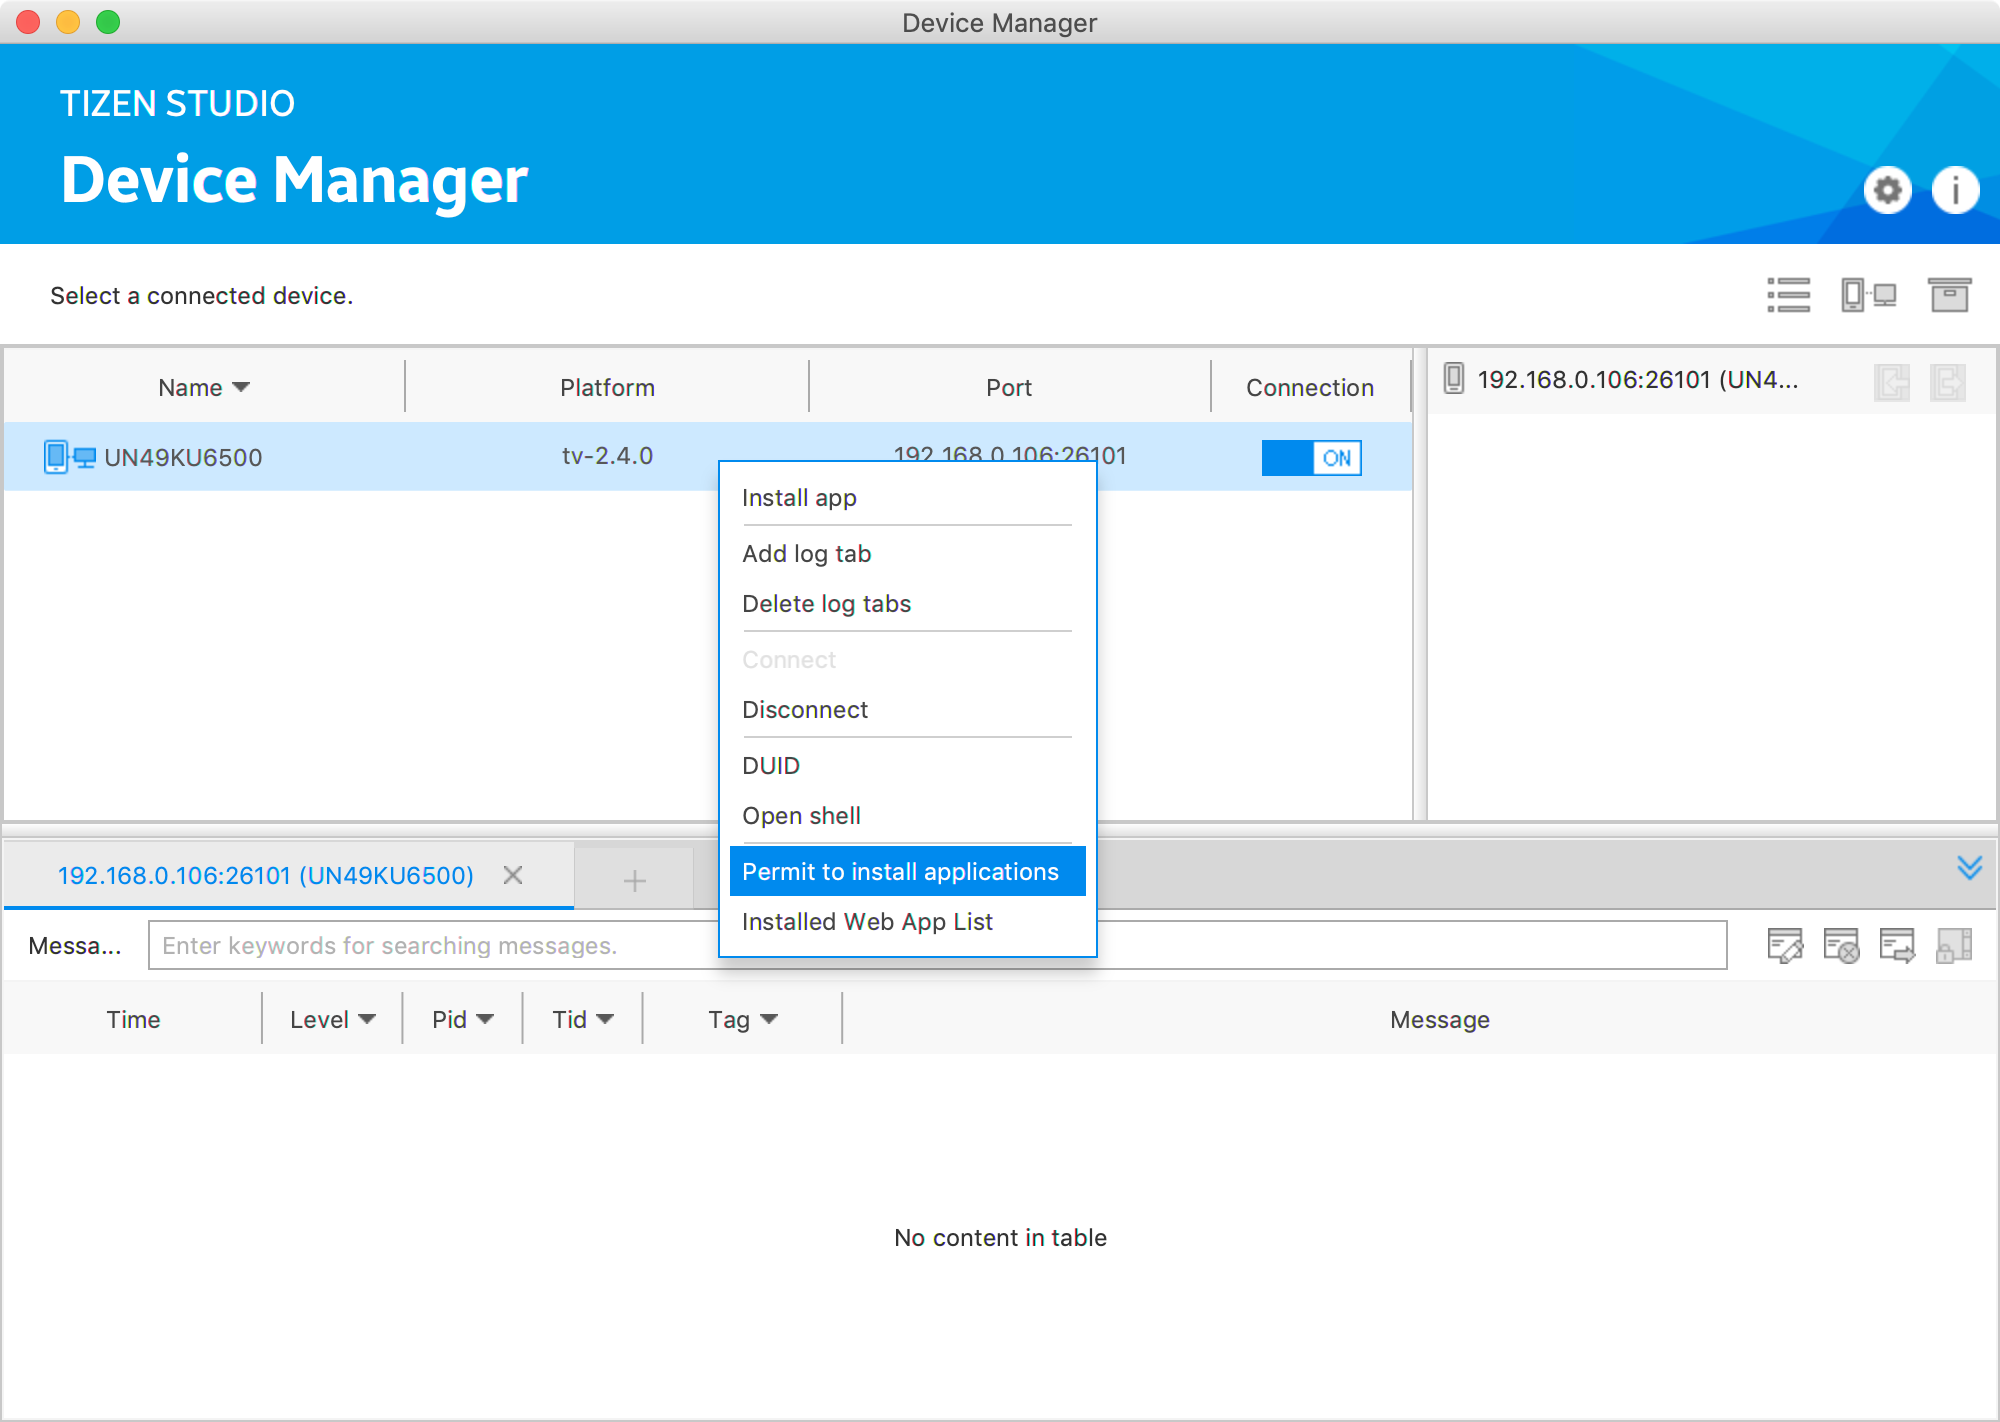 Device Manager
TIZEN STUDIO
Device Manager
i
Select a connected device.
Name Platform Port Connection
192.168.0.106:26101 (UN4...
UN49KU6500 tv-2.4.0 192.168.0.106:26101 ON
Install app
Add log tab
Delete log tabs
Connect
Disconnect
DUID
Open shell
Permit to install applications
Installed Web App List
192.168.0.106:26101 (UN49KU6500)
Messa... Enter keywords for searching messages.
Time Level Pid Tid Tag Message
No content in table